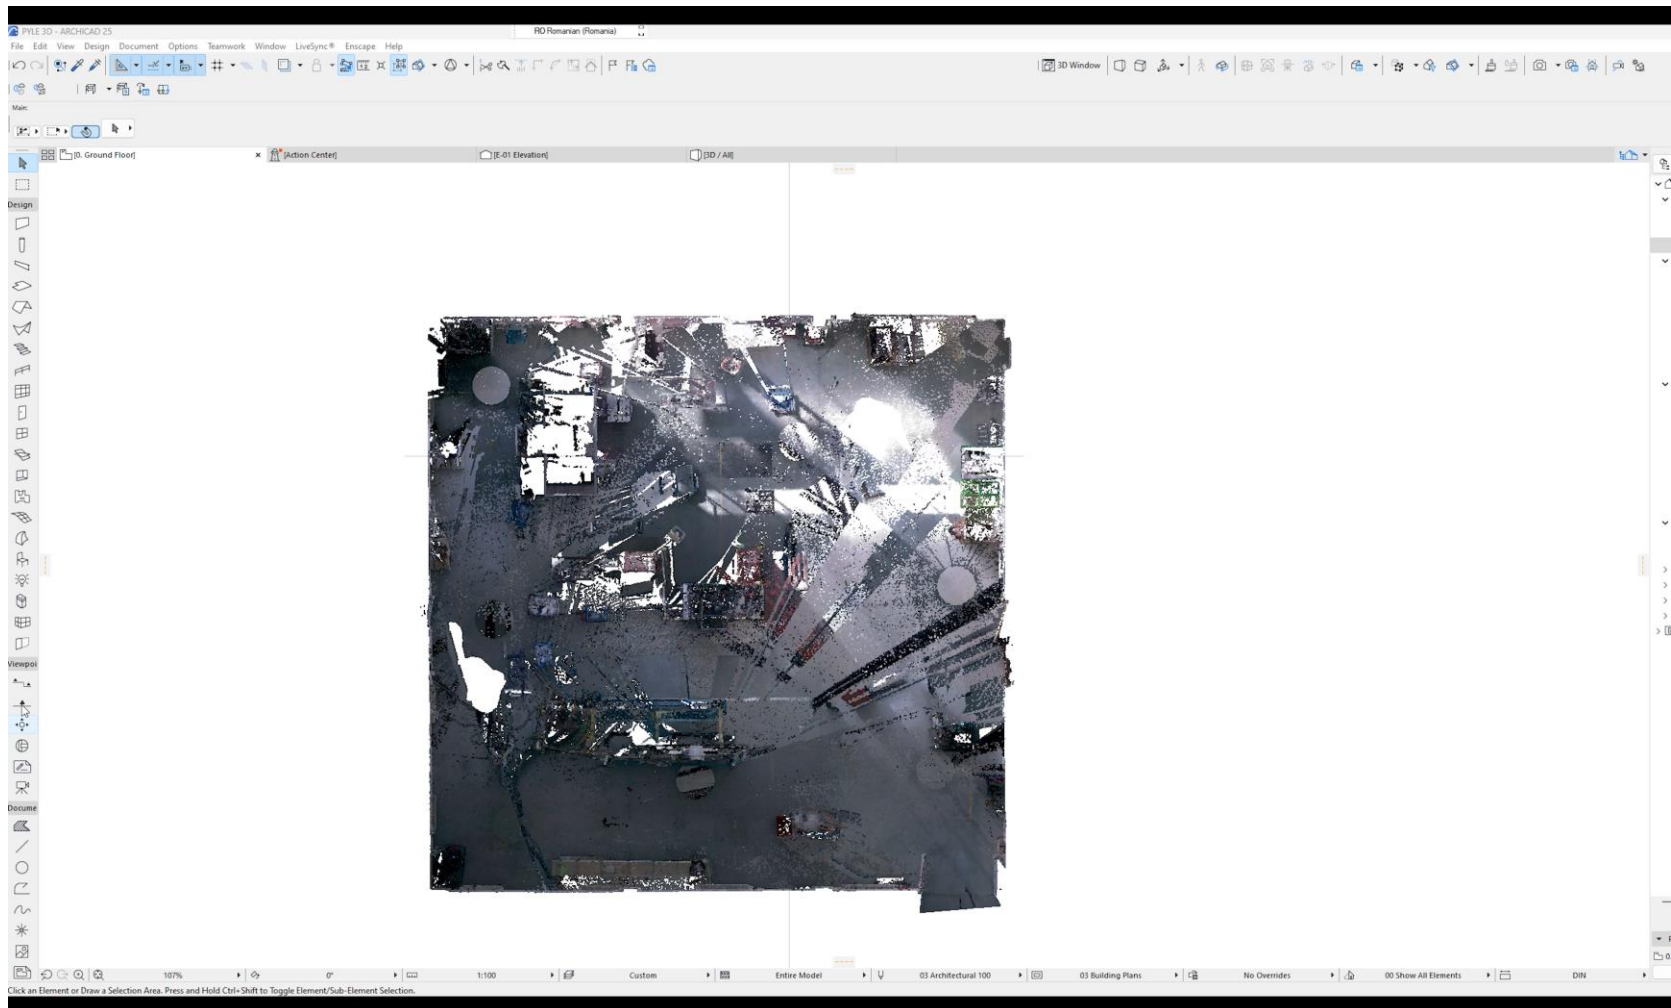 PYLE 3D - ARCHICAD 25
RO Romanian (Romania)
File Edit View Design Document Options Teamwork Window LiveSync® Enscape Help
3D Window
Main:
[0. Ground Floor]
[Action Center]
[E-01 Elevation]
[3D / All]
Design
Viewpoi
Docume
107%
0°
1:100
Custom
Entire Model
03 Architectural 100
03 Building Plans
No Overrides
00 Show All Elements
DIN
Click an Element or Draw a Selection Area. Press and Hold Ctrl+Shift to Toggle Element/Sub-Element Selection.